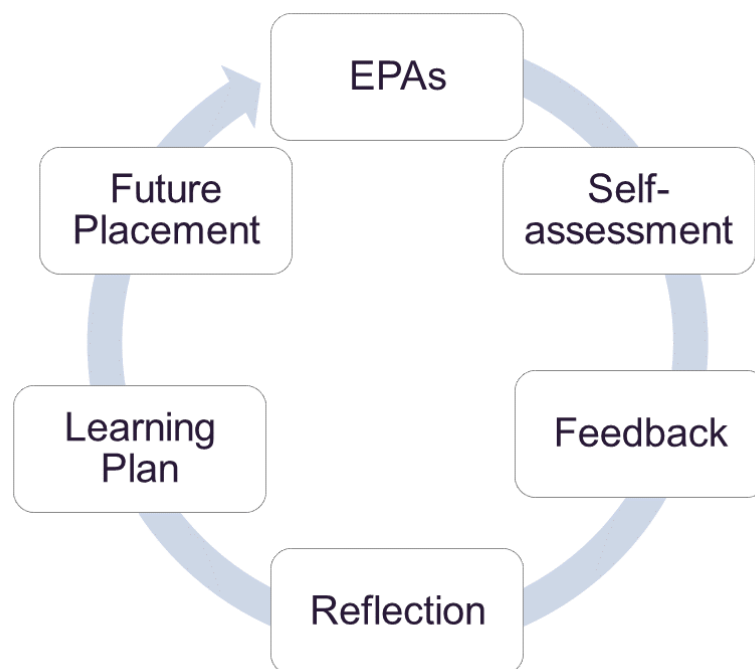 EPAs
Self-
assessment
Feedback
Reflection
Learning
Plan
Future
Placement